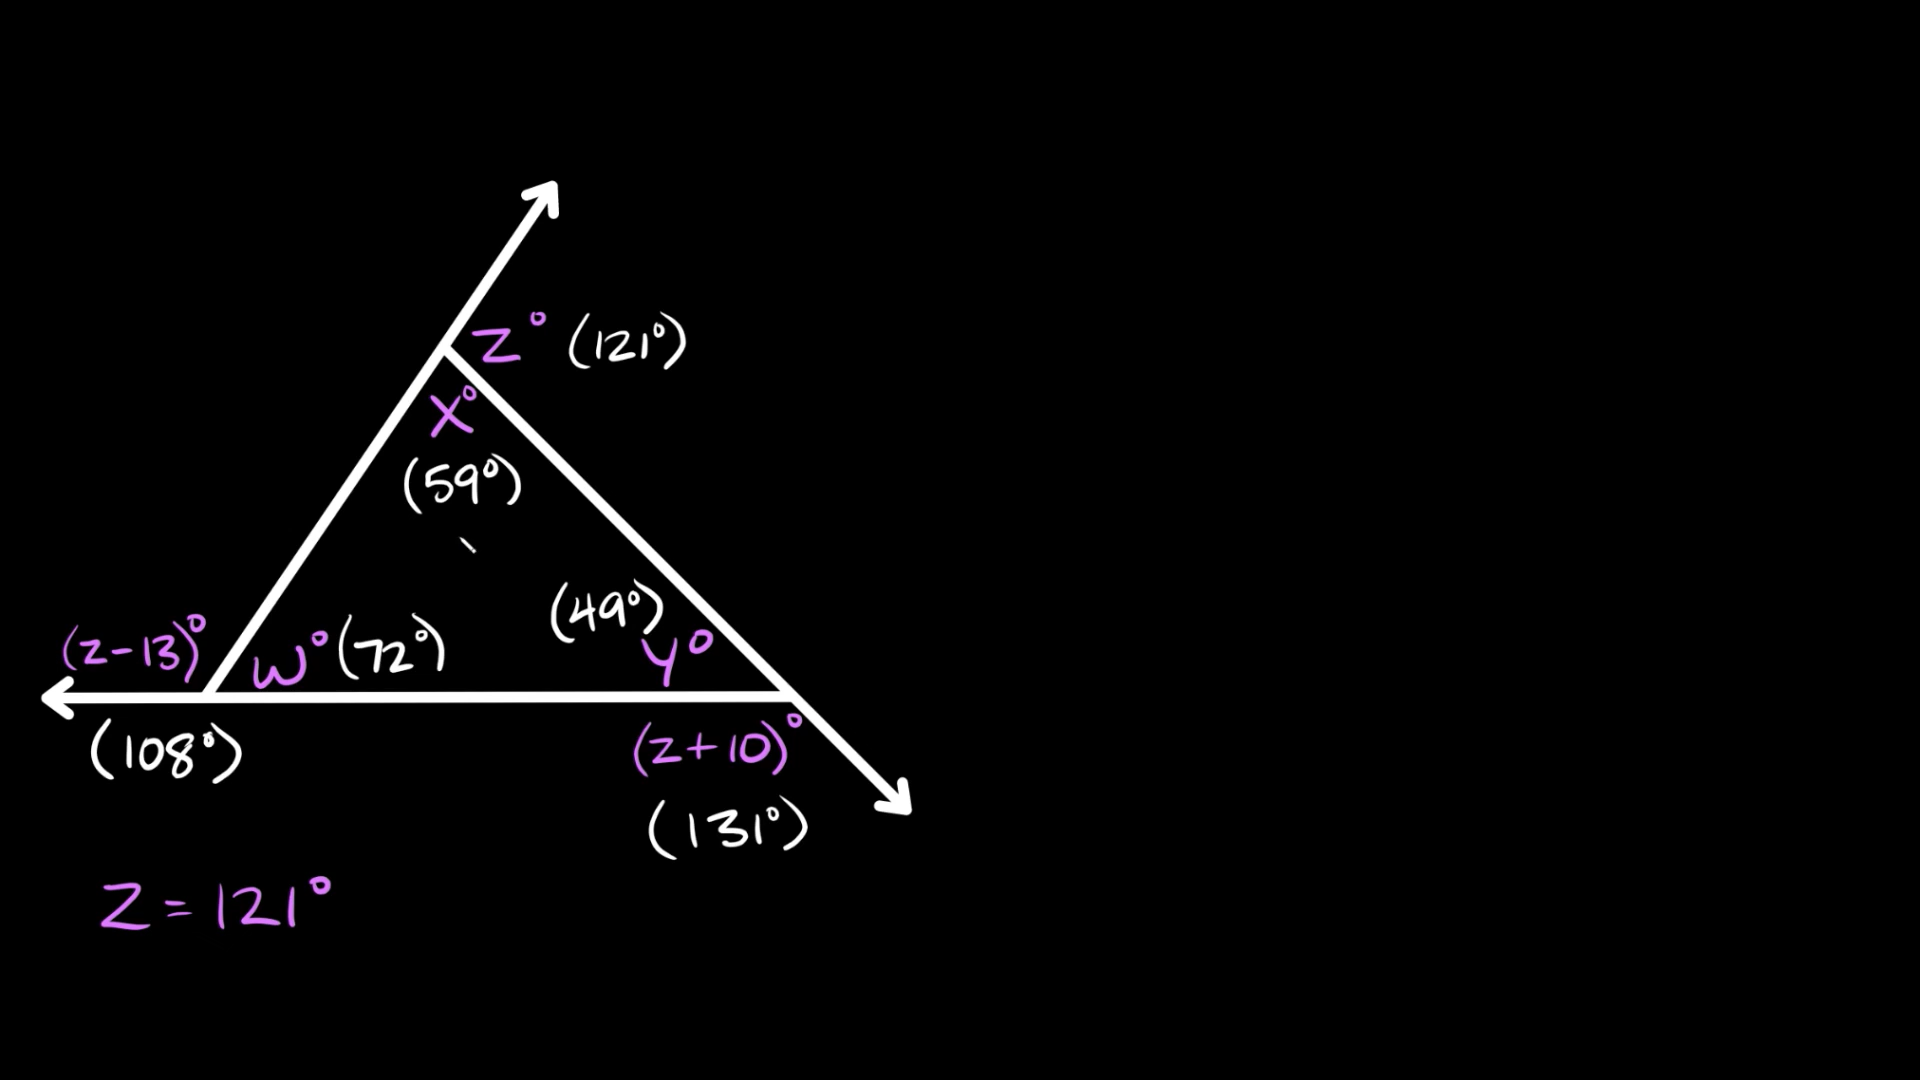 z° (121°)
x°
(59°)
(49°)
(z-13)° w° (72°) y°
(108°) (z+10)°
(131°)
z = 121°